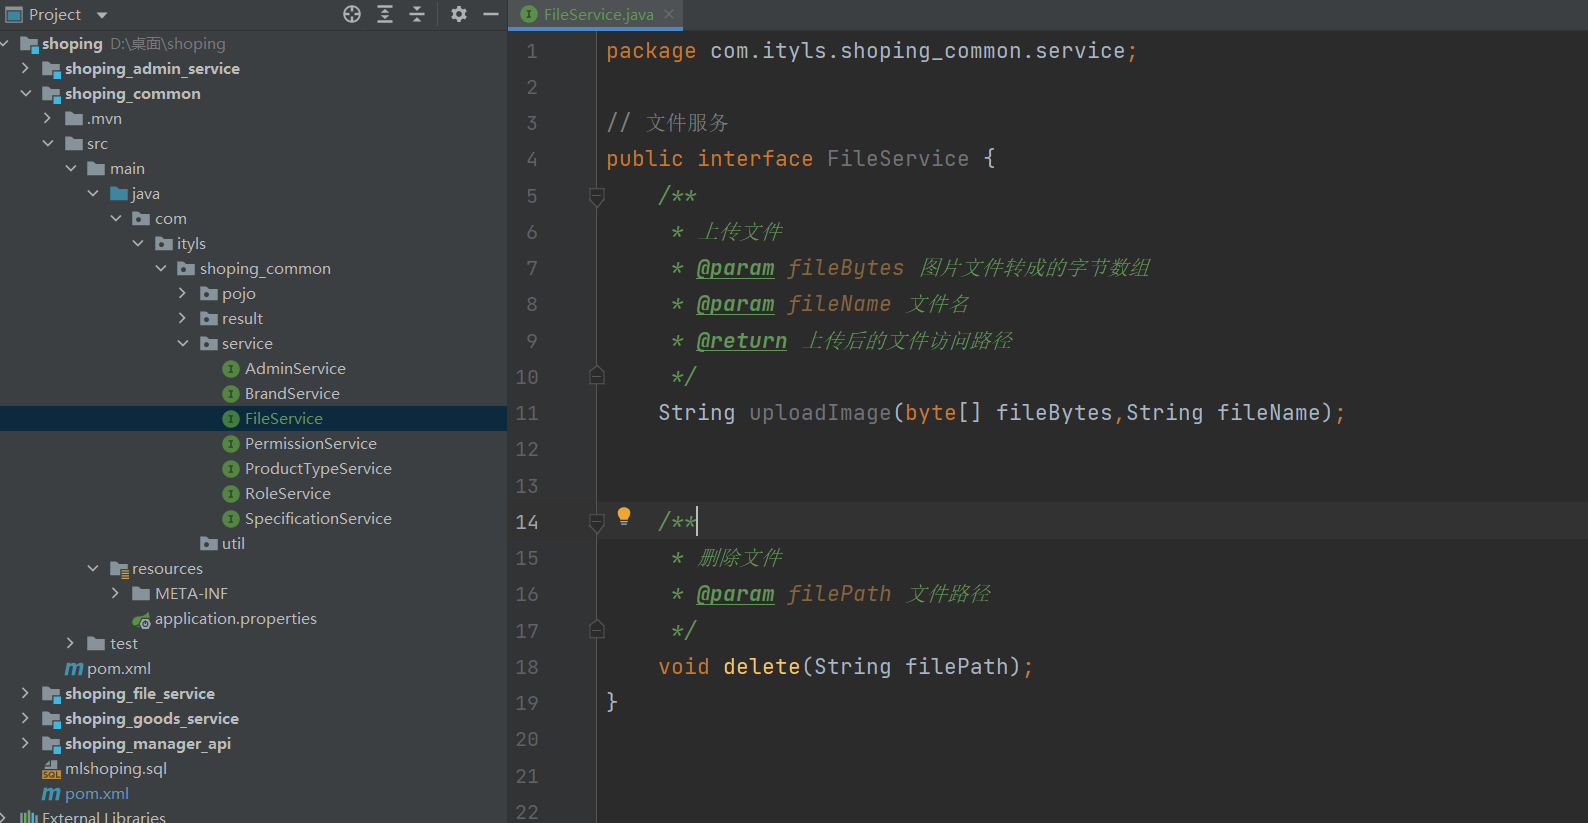 Project
shoping D:\桌面\shoping
shoping_admin_service
shoping_common
.mvn
src
main
java
com
ityls
shoping_common
pojo
result
service
AdminService
BrandService
FileService
PermissionService
ProductTypeService
RoleService
SpecificationService
util
resources
META-INF
application.properties
test
pom.xml
shoping_file_service
shoping_goods_service
shoping_manager_api
mlshoping.sql
pom.xml
External Libraries
FileService.java
1 package com.ityls.shoping_common.service;
2
3 // 文件服务
4 public interface FileService {
5 /**
6 * 上传文件
7 * @param fileBytes 图片文件转成的字节数组
8 * @param fileName 文件名
9 * @return 上传后的文件访问路径
10 */
11 String uploadImage(byte[] fileBytes,String fileName);
12
13
14 /**
15 * 删除文件
16 * @param filePath 文件路径
17 */
18 void delete(String filePath);
19 }
20
21
22